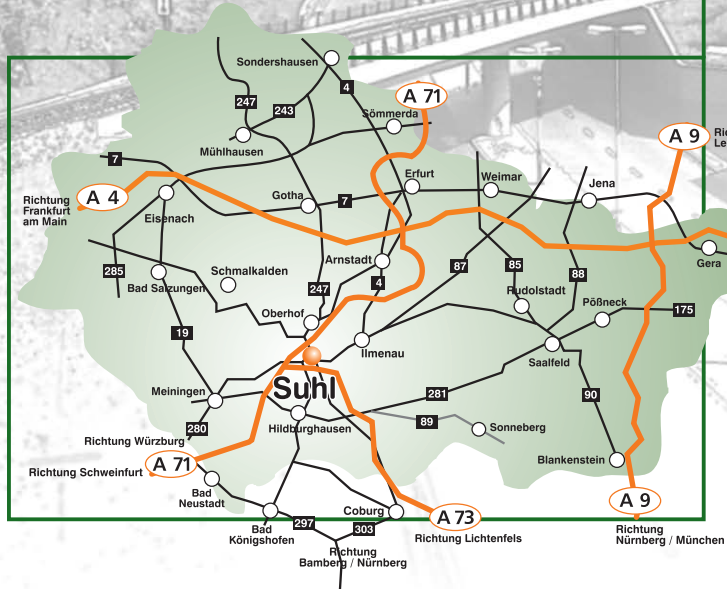 Sondershausen
4
A 71
247
243
Sömmerda
A 9
Mühlhausen
7
Erfurt
Weimar
Jena
Richtung
Frankfurt
am Main
A 4
Eisenach
Gotha
7
Gera
285
Bad Salzungen
Schmalkalden
247
Arnstadt
4
87
85
88
Rudolstadt
Pößneck
175
Oberhof
19
Ilmenau
Saalfeld
Suhl
Meiningen
281
90
280
Hildburghausen
89
Sonneberg
Richtung Würzburg
Richtung Schweinfurt
A 71
Blankenstein
Bad
Neustadt
A 9
Bad
Königshofen
297
303
Coburg
A 73
Richtung Lichtenfels
Richtung
Bamberg / Nürnberg
Richtung
Nürnberg / München